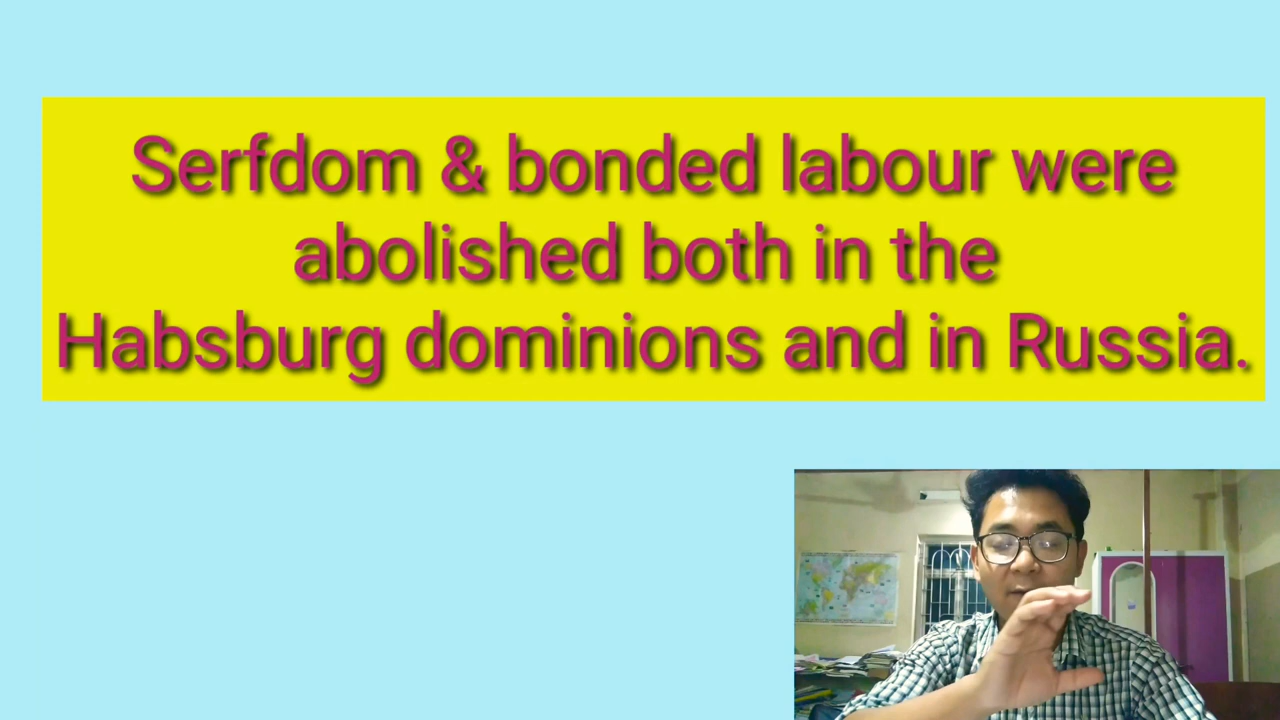 Serfdom & bonded labour were
abolished both in the
Habsburg dominions and in Russia.